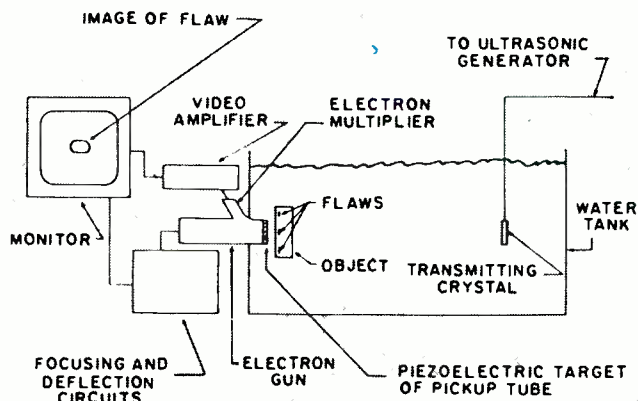 IMAGE OF FLAW
TO ULTRASONIC
GENERATOR
VIDEO
AMPLIFIER
ELECTRON
MULTIPLIER
FLAWS
MONITOR
OBJECT
WATER
TANK
TRANSMITTING
CRYSTAL
FOCUSING AND
DEFLECTION
CIRCUITS
ELECTRON
GUN
PIEZOELECTRIC TARGET
OF PICKUP TUBE